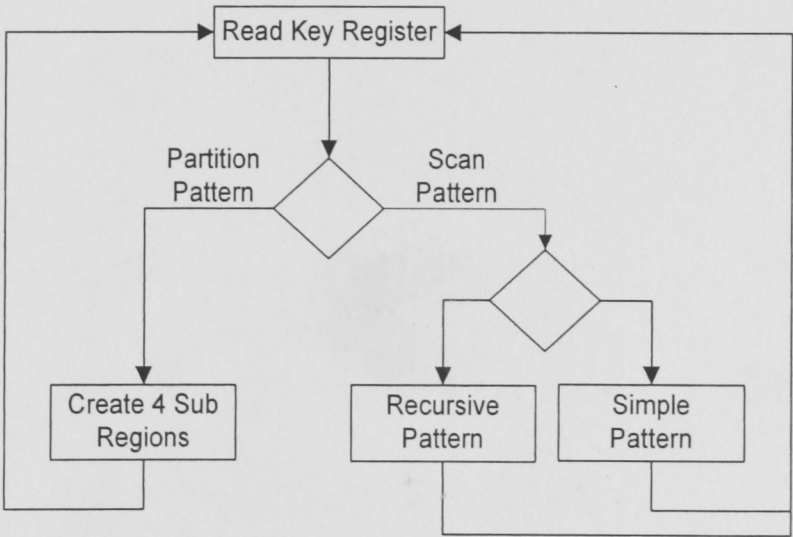 Read Key Register
Partition
Pattern
Scan
Pattern
Create 4 Sub
Regions
Recursive
Pattern
Simple
Pattern